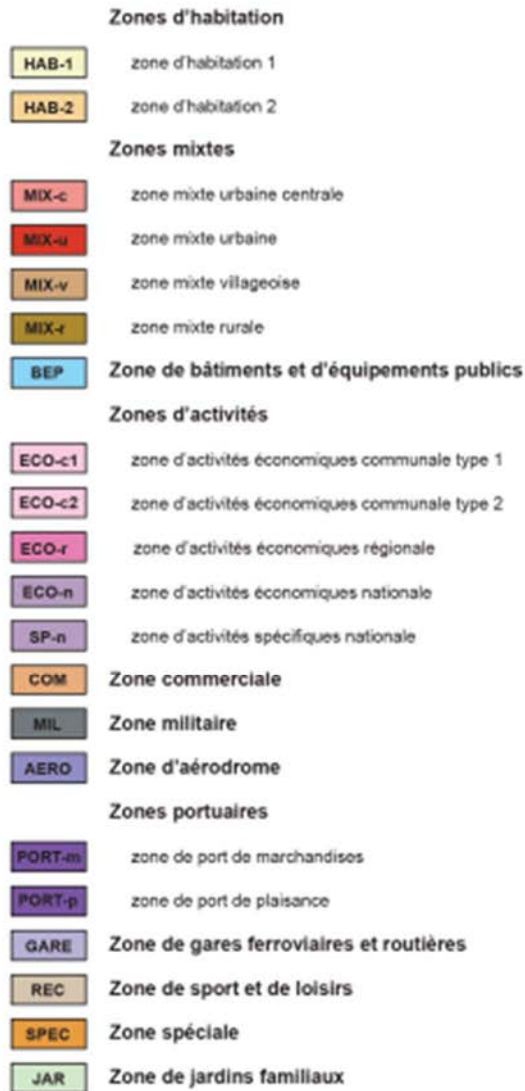 Zones d'habitation
HAB-1 zone d'habitation 1
HAB-2 zone d'habitation 2
Zones mixtes
MIX-c zone mixte urbaine centrale
MIX-u zone mixte urbaine
MIX-v zone mixte villageoise
MIX-r zone mixte rurale
BEP Zone de bâtiments et d'équipements publics
Zones d'activités
ECO-c1 zone d'activités économiques communale type 1
ECO-c2 zone d'activités économiques communale type 2
ECO-r zone d'activités économiques régionale
ECO-n zone d'activités économiques nationale
SP-n zone d'activités spécifiques nationale
COM Zone commerciale
MIL Zone militaire
AERO Zone d'aérodrome
Zones portuaires
PORT-m zone de port de marchandises
PORT-p zone de port de plaisance
GARE Zone de gares ferroviaires et routières
REC Zone de sport et de loisirs
SPEC Zone spéciale
JAR Zone de jardins familiaux